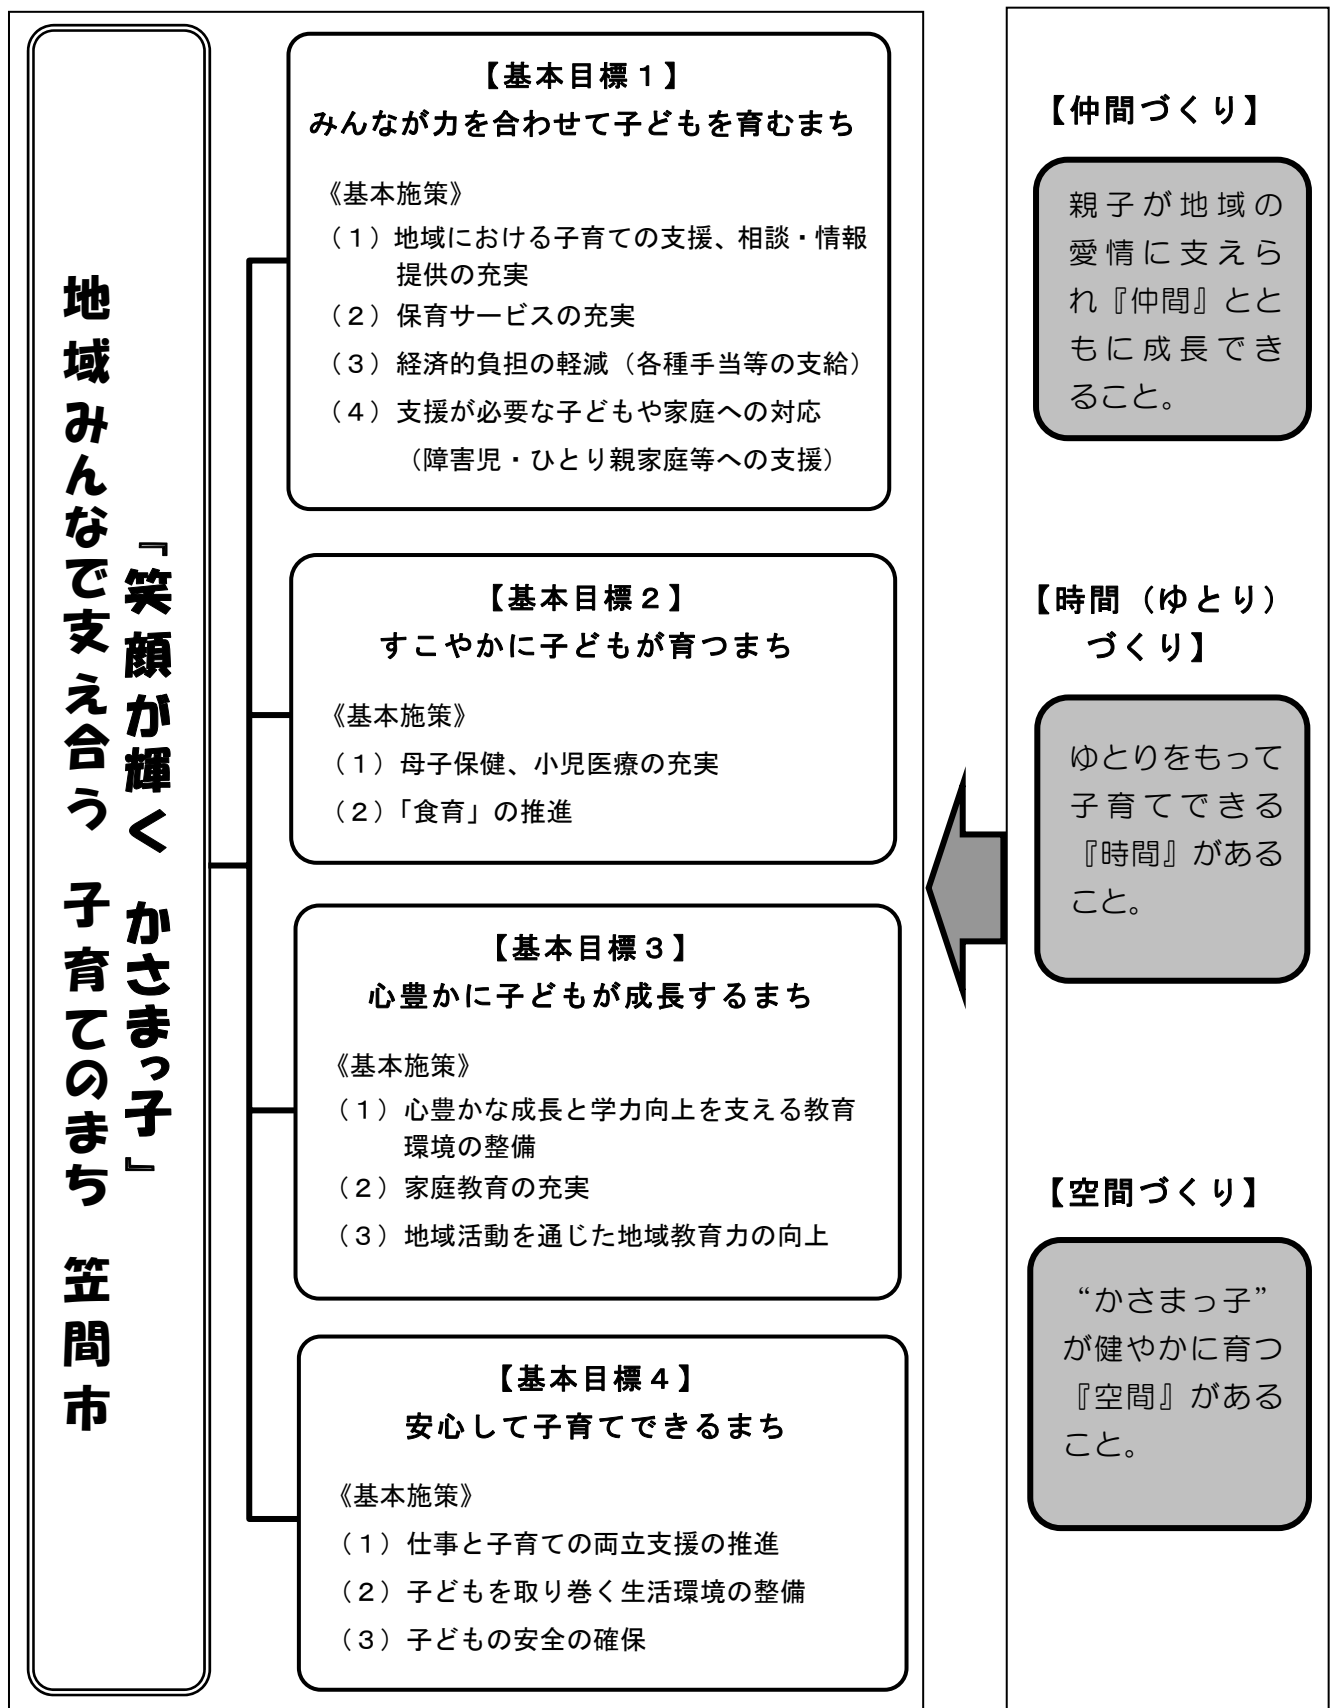 『笑顔が輝く　かさまっ子』
地域みんなで支え合う　子育てのまち　笠間市
【基本目標１】
みんなが力を合わせて子どもを育むまち
《基本施策》
（１）地域における子育ての支援、相談・情報
提供の充実
（２）保育サービスの充実
（３）経済的負担の軽減（各種手当等の支給）
（４）支援が必要な子どもや家庭への対応
（障害児・ひとり親家庭等への支援）
【基本目標２】
すこやかに子どもが育つまち
《基本施策》
（１）母子保健、小児医療の充実
（２）「食育」の推進
【基本目標３】
心豊かに子どもが成長するまち
《基本施策》
（１）心豊かな成長と学力向上を支える教育
環境の整備
（２）家庭教育の充実
（３）地域活動を通じた地域教育力の向上
【基本目標４】
安心して子育てできるまち
《基本施策》
（１）仕事と子育ての両立支援の推進
（２）子どもを取り巻く生活環境の整備
（３）子どもの安全の確保
【仲間づくり】
親子が地域の
愛情に支えら
れ『仲間』とと
もに成長でき
ること。
【時間（ゆとり）
づくり】
ゆとりをもって
子育てできる
『時間』がある
こと。
【空間づくり】
“かさまっ子”
が健やかに育つ
『空間』がある
こと。